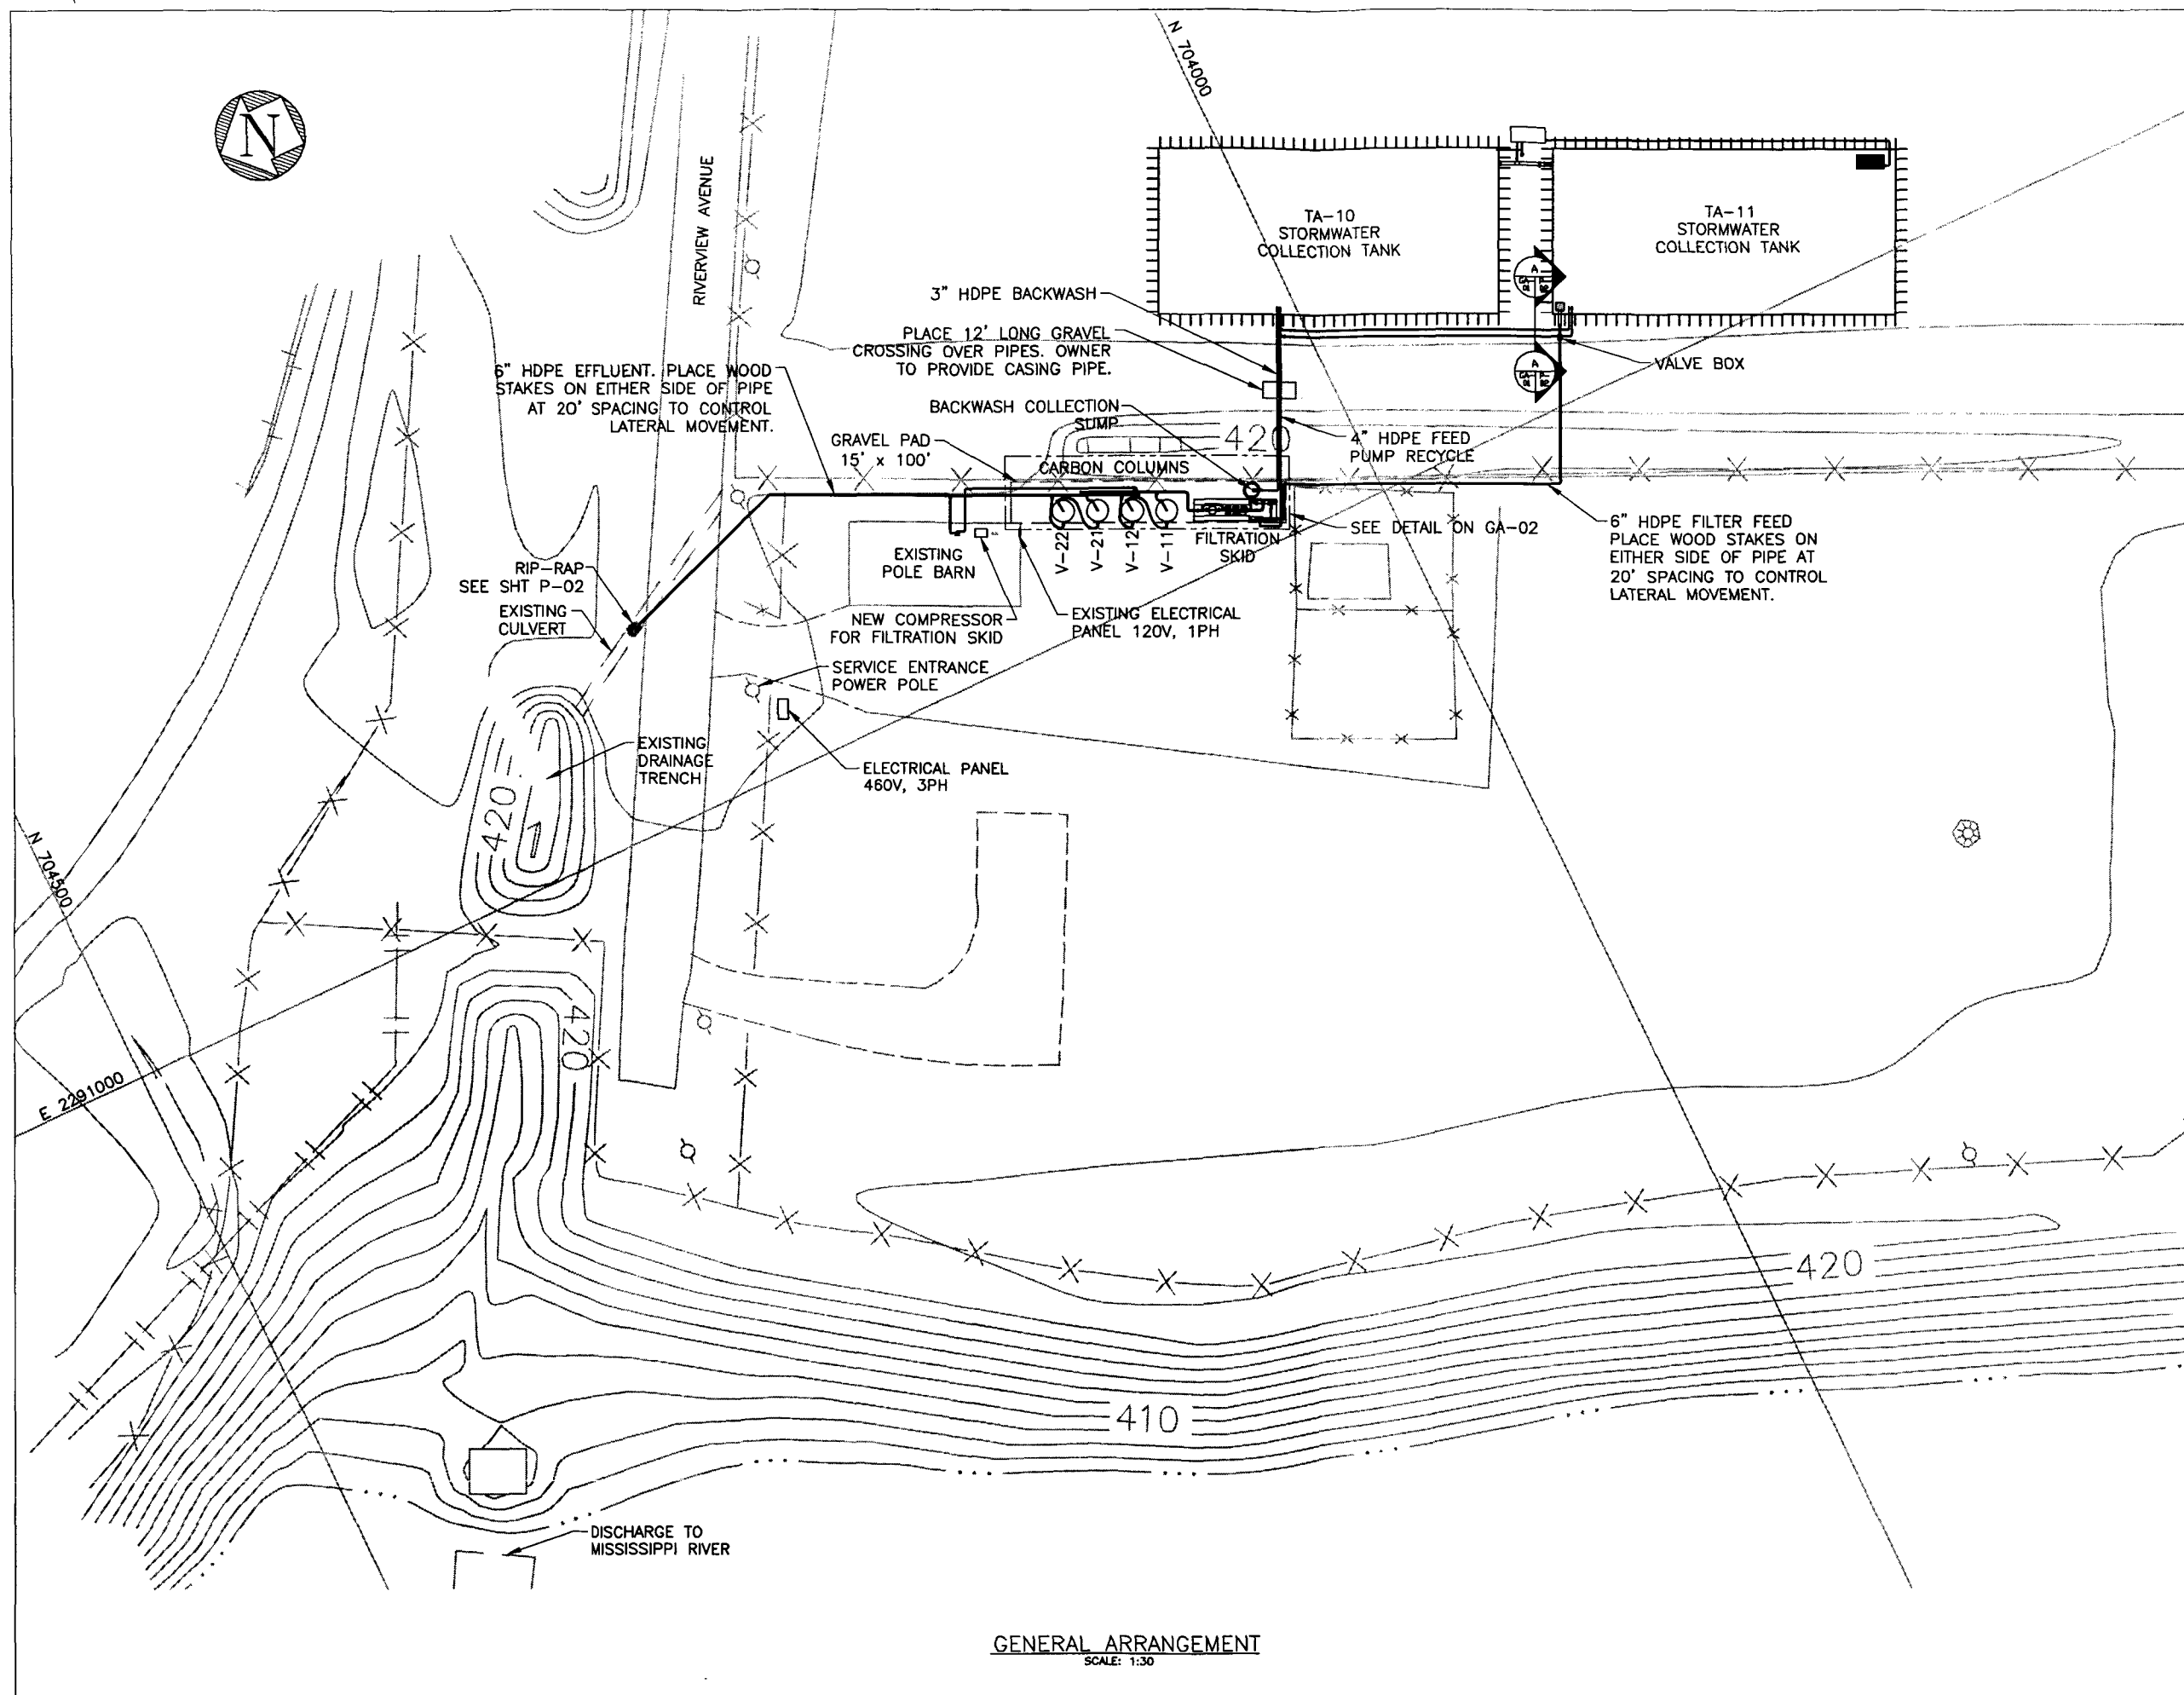 N 704000
N
RIVERVIEW AVENUE
TA-10
STORMWATER
COLLECTION TANK
TA-11
STORMWATER
COLLECTION TANK
A
3" HDPE BACKWASH
PLACE 12' LONG GRAVEL
CROSSING OVER PIPES. OWNER
TO PROVIDE CASING PIPE.
VALVE BOX
A
6" HDPE EFFLUENT. PLACE WOOD
STAKES ON EITHER SIDE OF PIPE
AT 20' SPACING TO CONTROL
LATERAL MOVEMENT.
BACKWASH COLLECTION
SUMP
420
4" HDPE FEED
PUMP RECYCLE
GRAVEL PAD
15' x 100'
CARBON COLUMNS
V-22
V-21
V-12
V-11
FILTRATION
SKID
SEE DETAIL ON GA-02
6" HDPE FILTER FEED
PLACE WOOD STAKES ON
EITHER SIDE OF PIPE AT
20' SPACING TO CONTROL
LATERAL MOVEMENT.
EXISTING
POLE BARN
RIP-RAP
SEE SHT P-02
EXISTING
CULVERT
NEW COMPRESSOR
FOR FILTRATION SKID
EXISTING ELECTRICAL
PANEL 120V, 1PH
SERVICE ENTRANCE
POWER POLE
EXISTING
DRAINAGE
TRENCH
ELECTRICAL PANEL
460V, 3PH
420
N 704500
420
E 2291000
420
410
DISCHARGE TO
MISSISSIPPI RIVER
GENERAL ARRANGEMENT
SCALE: 1:30